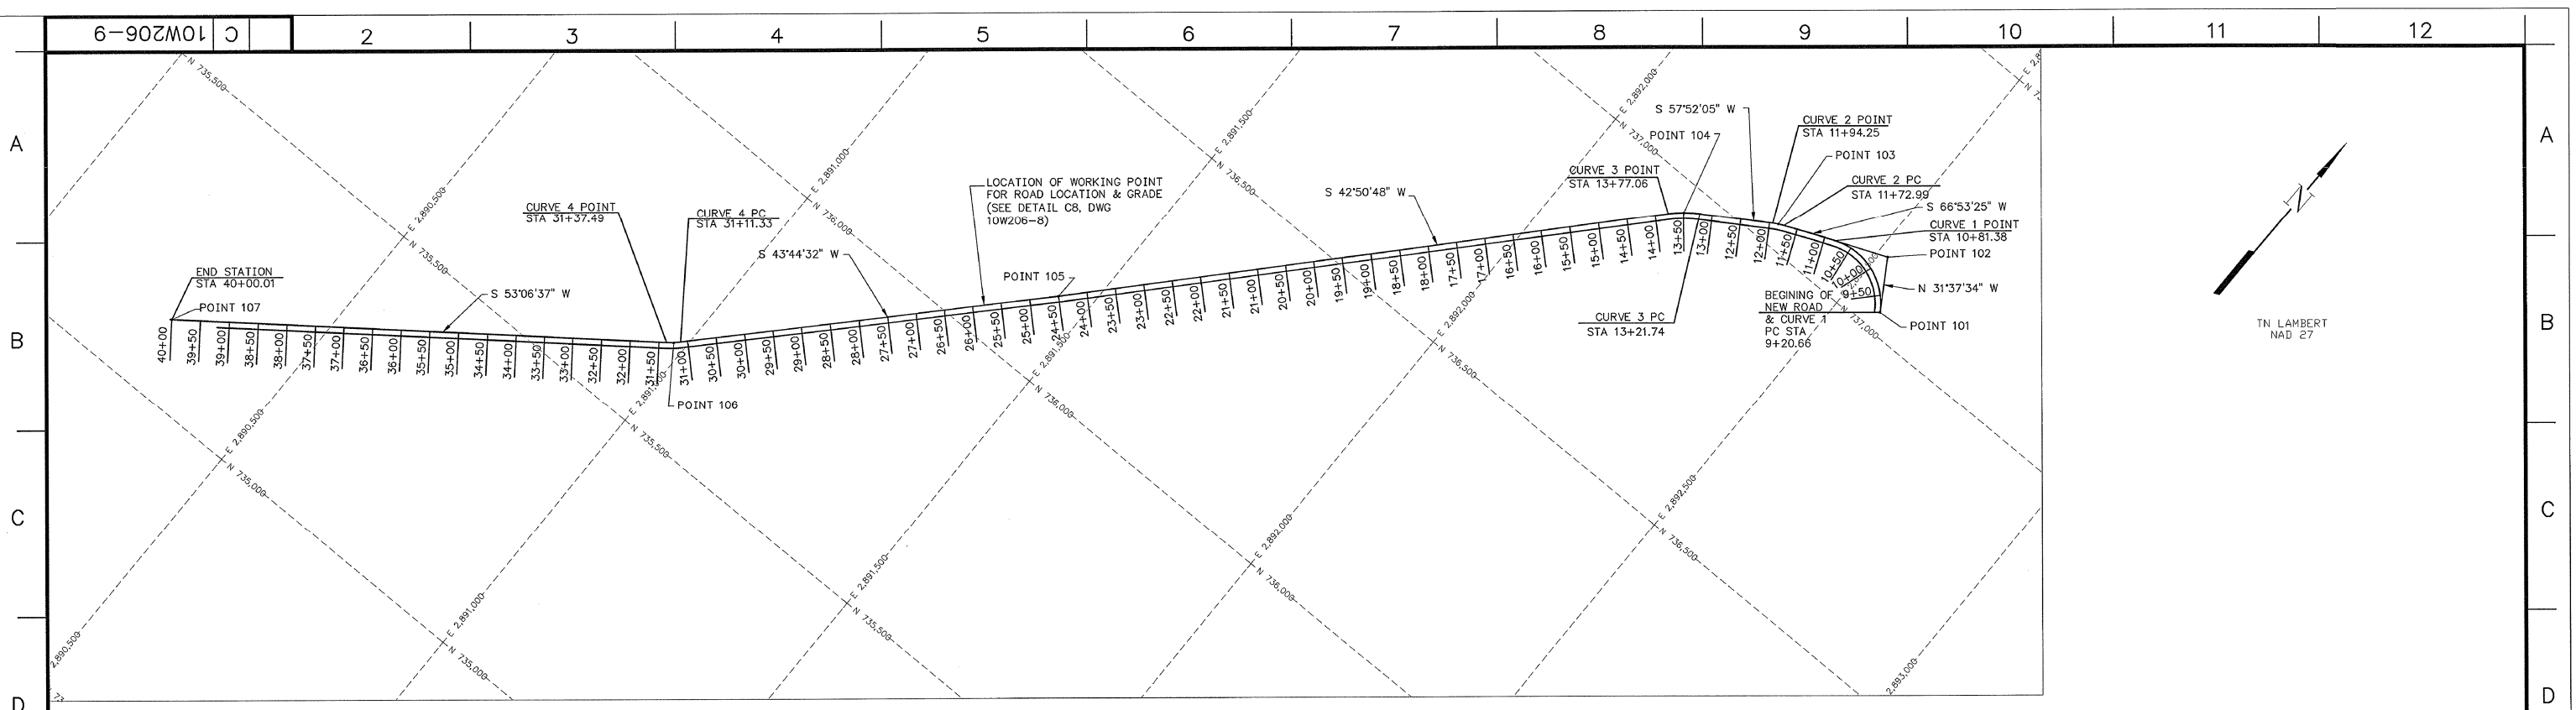 10W206-9 C
2 3 4 5 6 7 8 9 10 11 12
A
A
B
B
C
C
D
D
N 735,500
E 2,890,500
N 735,500
E 2,890,500
N 735,000
2,890,500
E 2,891,000
N 736,000
E 2,891,000
N 735,500
E 2,891,000
N 735,000
E 2,891,500
N 736,500
E 2,891,500
N 736,000
E 2,891,500
N 735,500
E 2,892,000
N 737,000
E 2,892,000
N 736,500
E 2,892,000
N 736,000
N 737,000
E 2,892,500
N 736,500
2,893,000
END STATION
STA 40+00.01
POINT 107
S 53°06'37" W
CURVE 4 POINT
STA 31+37.49
CURVE 4 PC
STA 31+11.33
POINT 106
S 43°44'32" W
LOCATION OF WORKING POINT
FOR ROAD LOCATION & GRADE
(SEE DETAIL C8, DWG
10W206-8)
POINT 105
S 42°50'48" W
CURVE 3 POINT
STA 13+77.06
POINT 104
S 57°52'05" W
CURVE 3 PC
STA 13+21.74
CURVE 2 POINT
STA 11+94.25
POINT 103
CURVE 2 PC
STA 11+72.99
S 66°53'25" W
CURVE 1 POINT
STA 10+81.38
POINT 102
N 31°37'34" W
POINT 101
BEGINING OF
NEW ROAD
& CURVE 1
PC STA
9+20.66
40+00
39+50
39+00
38+50
38+00
37+50
37+00
36+50
36+00
35+50
35+00
34+50
34+00
33+50
33+00
32+50
32+00
31+50
31+00
30+50
30+00
29+50
29+00
28+50
28+00
27+50
27+00
26+50
26+00
25+50
25+00
24+50
24+00
23+50
23+00
22+50
22+00
21+50
21+00
20+50
20+00
19+50
19+00
18+50
18+00
17+50
17+00
16+50
16+00
15+50
15+00
14+50
14+00
13+50
13+00
12+50
12+00
11+50
11+00
10+50
10+00
9+50
N
TN LAMBERT
NAD 27